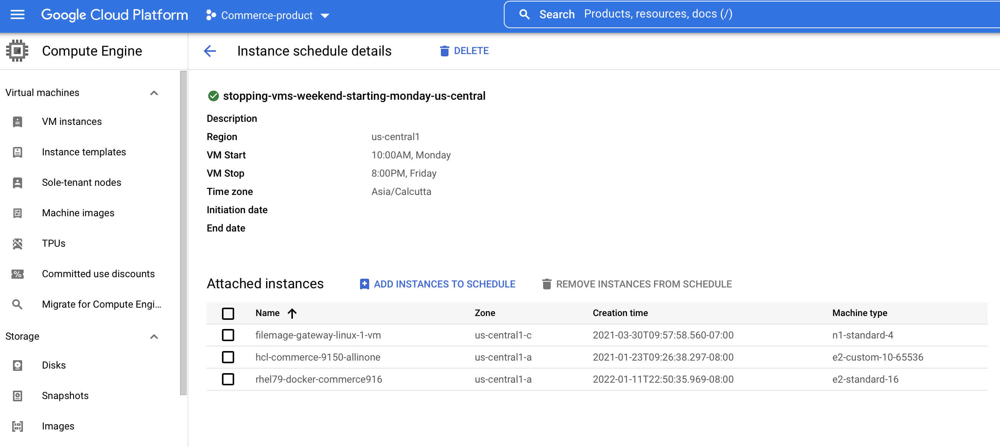 Google Cloud Platform Commerce-product Search Products, resources, docs (/)
Compute Engine
Instance schedule details DELETE
Virtual machines
VM instances
Instance templates
Sole-tenant nodes
Machine images
TPUs
Committed use discounts
Migrate for Compute Engi...
Storage
Disks
Snapshots
Images
stopping-vms-weekend-starting-monday-us-central
Description
Region us-central1
VM Start 10:00AM, Monday
VM Stop 8:00PM, Friday
Time zone Asia/Calcutta
Initiation date
End date
Attached instances ADD INSTANCES TO SCHEDULE REMOVE INSTANCES FROM SCHEDULE
Name Zone Creation time Machine type
filemage-gateway-linux-1-vm us-central1-c 2021-03-30T09:57:58.560-07:00 n1-standard-4
hcl-commerce-9150-allinone us-central1-a 2021-01-23T09:26:38.297-08:00 e2-custom-10-65536
rhel79-docker-commerce916 us-central1-a 2022-01-11T22:50:35.969-08:00 e2-standard-16